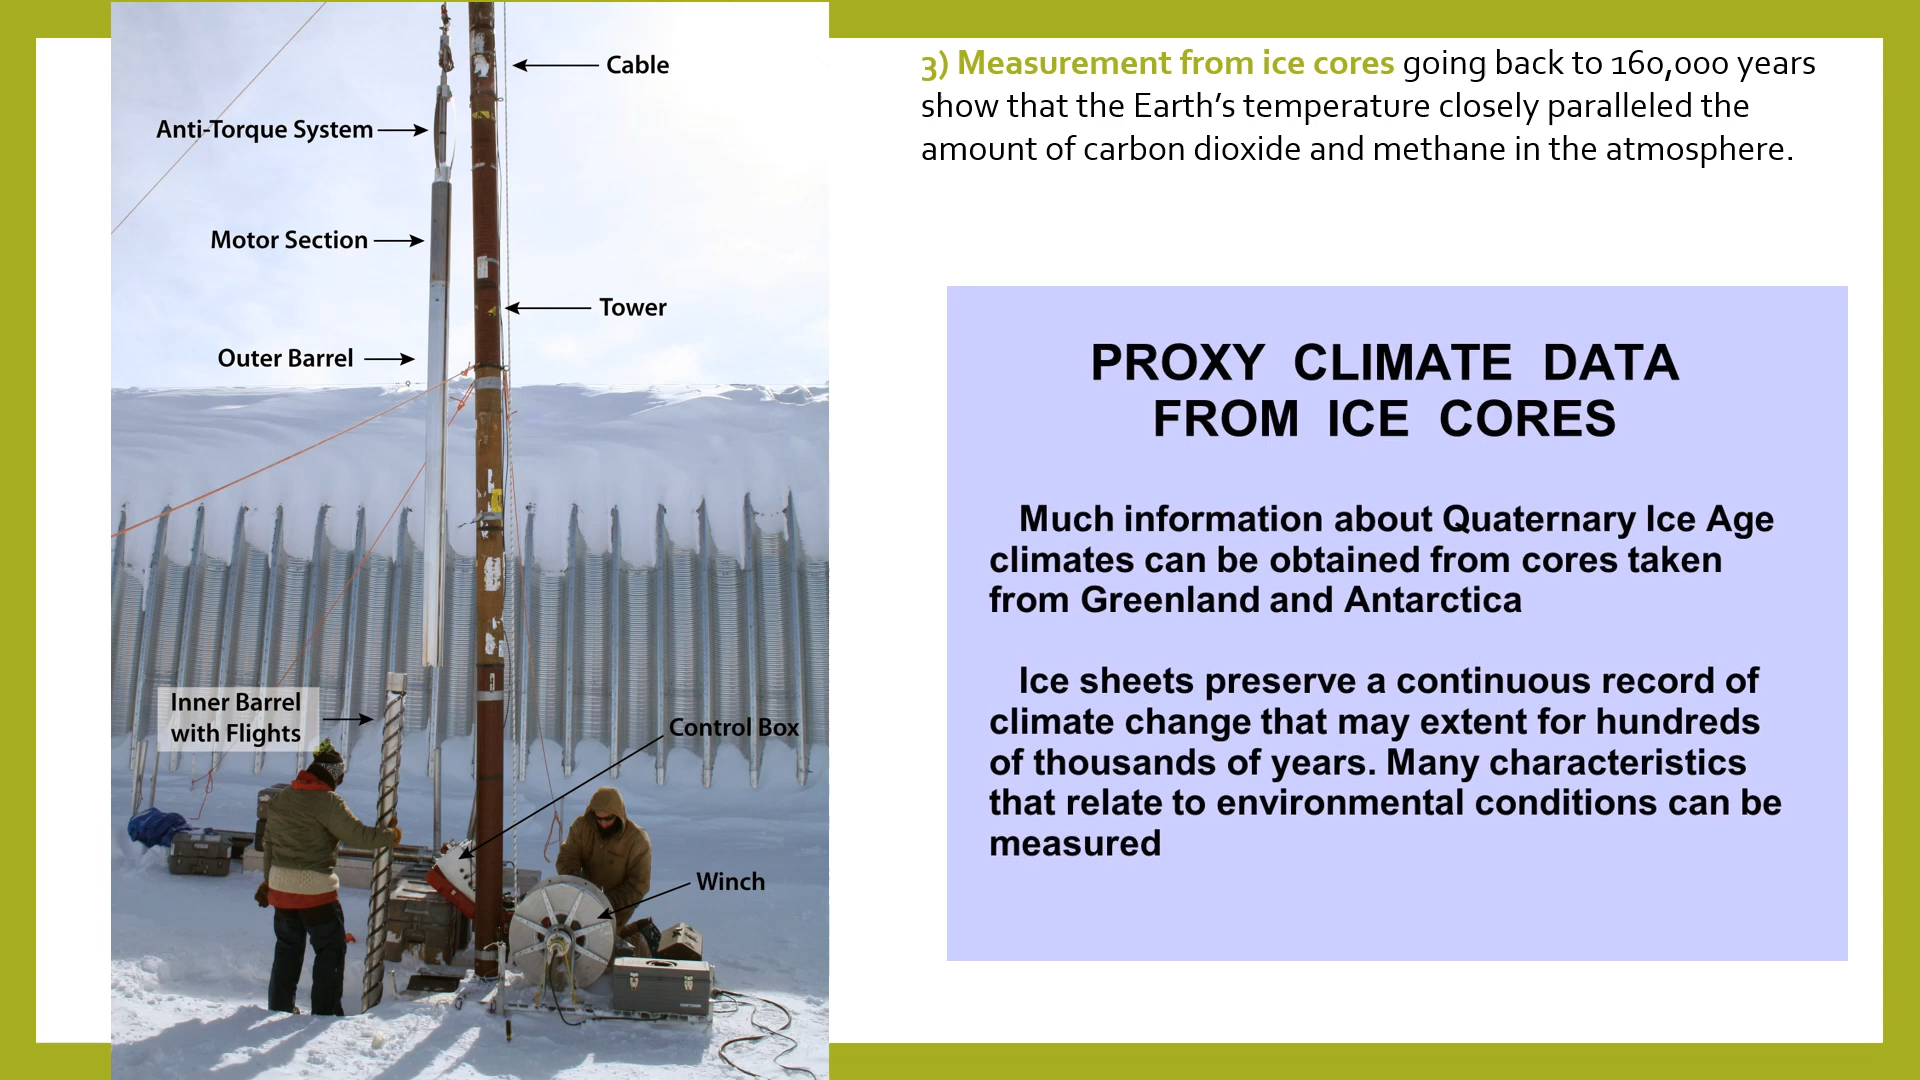 Cable
Anti-Torque System
Motor Section
Tower
Outer Barrel
Inner Barrel
with Flights
Control Box
Winch
3) Measurement from ice cores going back to 160,000 years
show that the Earth’s temperature closely paralleled the
amount of carbon dioxide and methane in the atmosphere.
PROXY CLIMATE DATA
FROM ICE CORES
Much information about Quaternary Ice Age
climates can be obtained from cores taken
from Greenland and Antarctica
Ice sheets preserve a continuous record of
climate change that may extent for hundreds
of thousands of years. Many characteristics
that relate to environmental conditions can be
measured